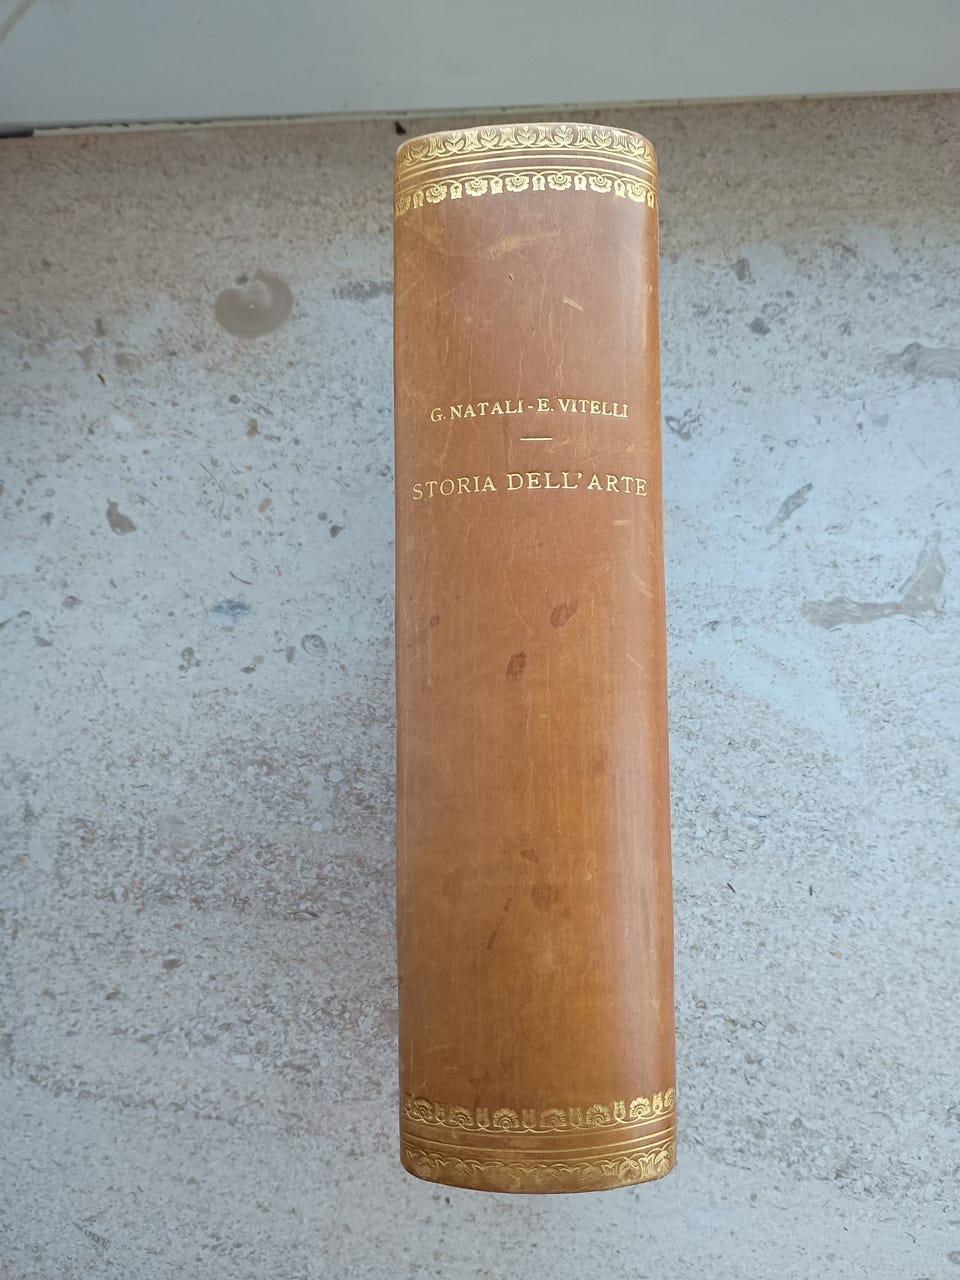 G. NATALI - E. VITELLI
STORIA DELL' ARTE